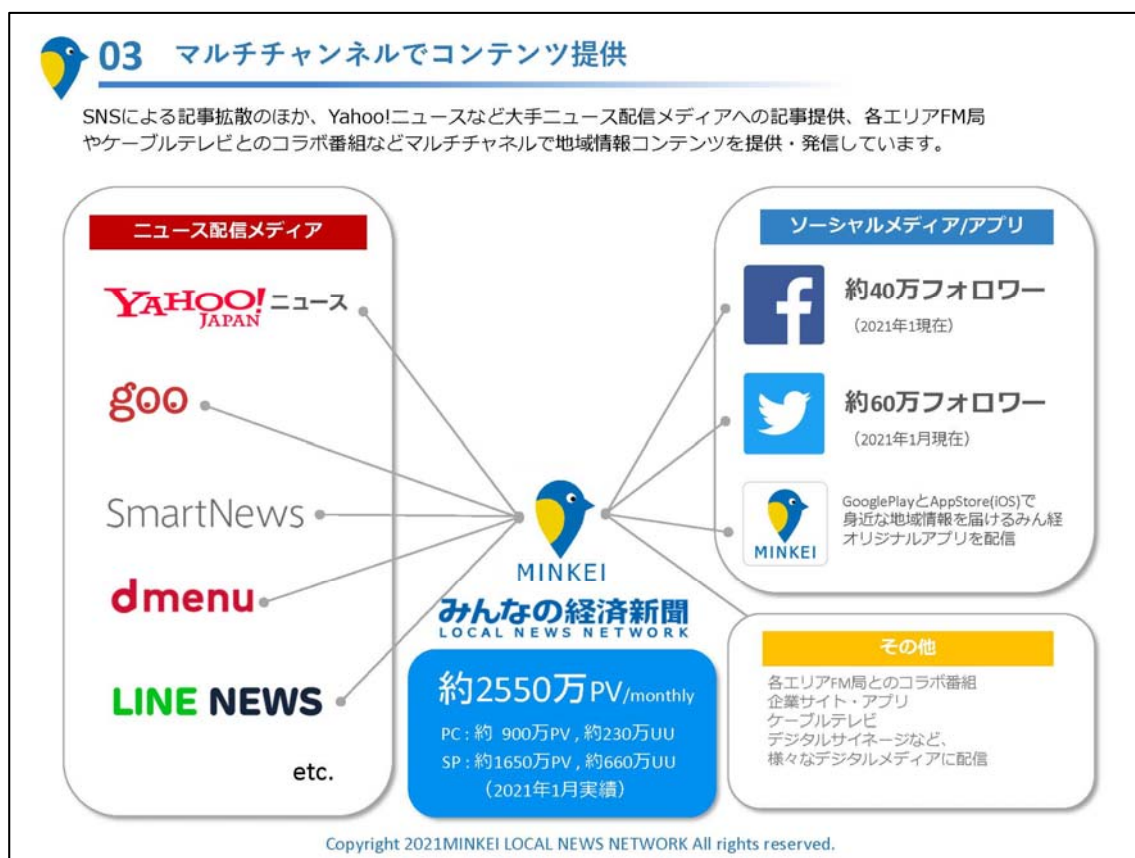 03 マルチチャンネルでコンテンツ提供
SNSによる記事拡散のほか、Yahoo!ニュースなど大手ニュース配信メディアへの記事提供、各エリアFM局
やケーブルテレビとのコラボ番組などマルチチャネルで地域情報コンテンツを提供・発信しています。
ニュース配信メディア
YAHOO! ニュース
JAPAN
goo
SmartNews
dmenu
LINE NEWS
etc.
MINKEI
みんなの経済新聞
LOCAL NEWS NETWORK
約2550万PV/monthly
PC : 約 900万PV , 約230万UU
SP : 約1650万PV , 約660万UU
（2021年1月実績）
ソーシャルメディア/アプリ
f
約40万フォロワー
（2021年1現在）
約60万フォロワー
（2021年1月現在）
MINKEI
GooglePlayとAppStore(iOS)で
身近な地域情報を届けるみん経
オリジナルアプリを配信
その他
各エリアFM局とのコラボ番組
企業サイト・アプリ
ケーブルテレビ
デジタルサイネージなど、
様々なデジタルメディアに配信
Copyright 2021MINKEI LOCAL NEWS NETWORK All rights reserved.